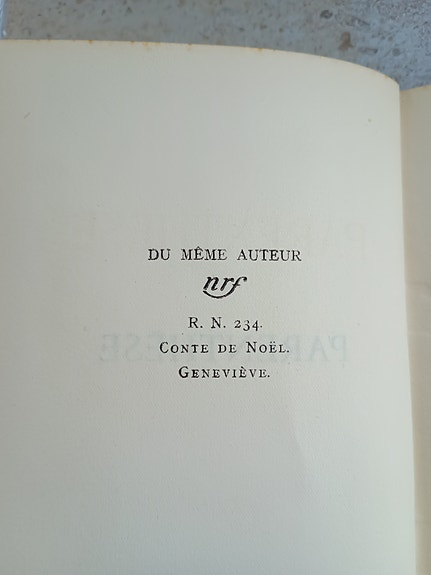 DU MÊME AUTEUR
nrf
R. N. 234.
CONTE DE NOËL.
GENEVIÈVE.